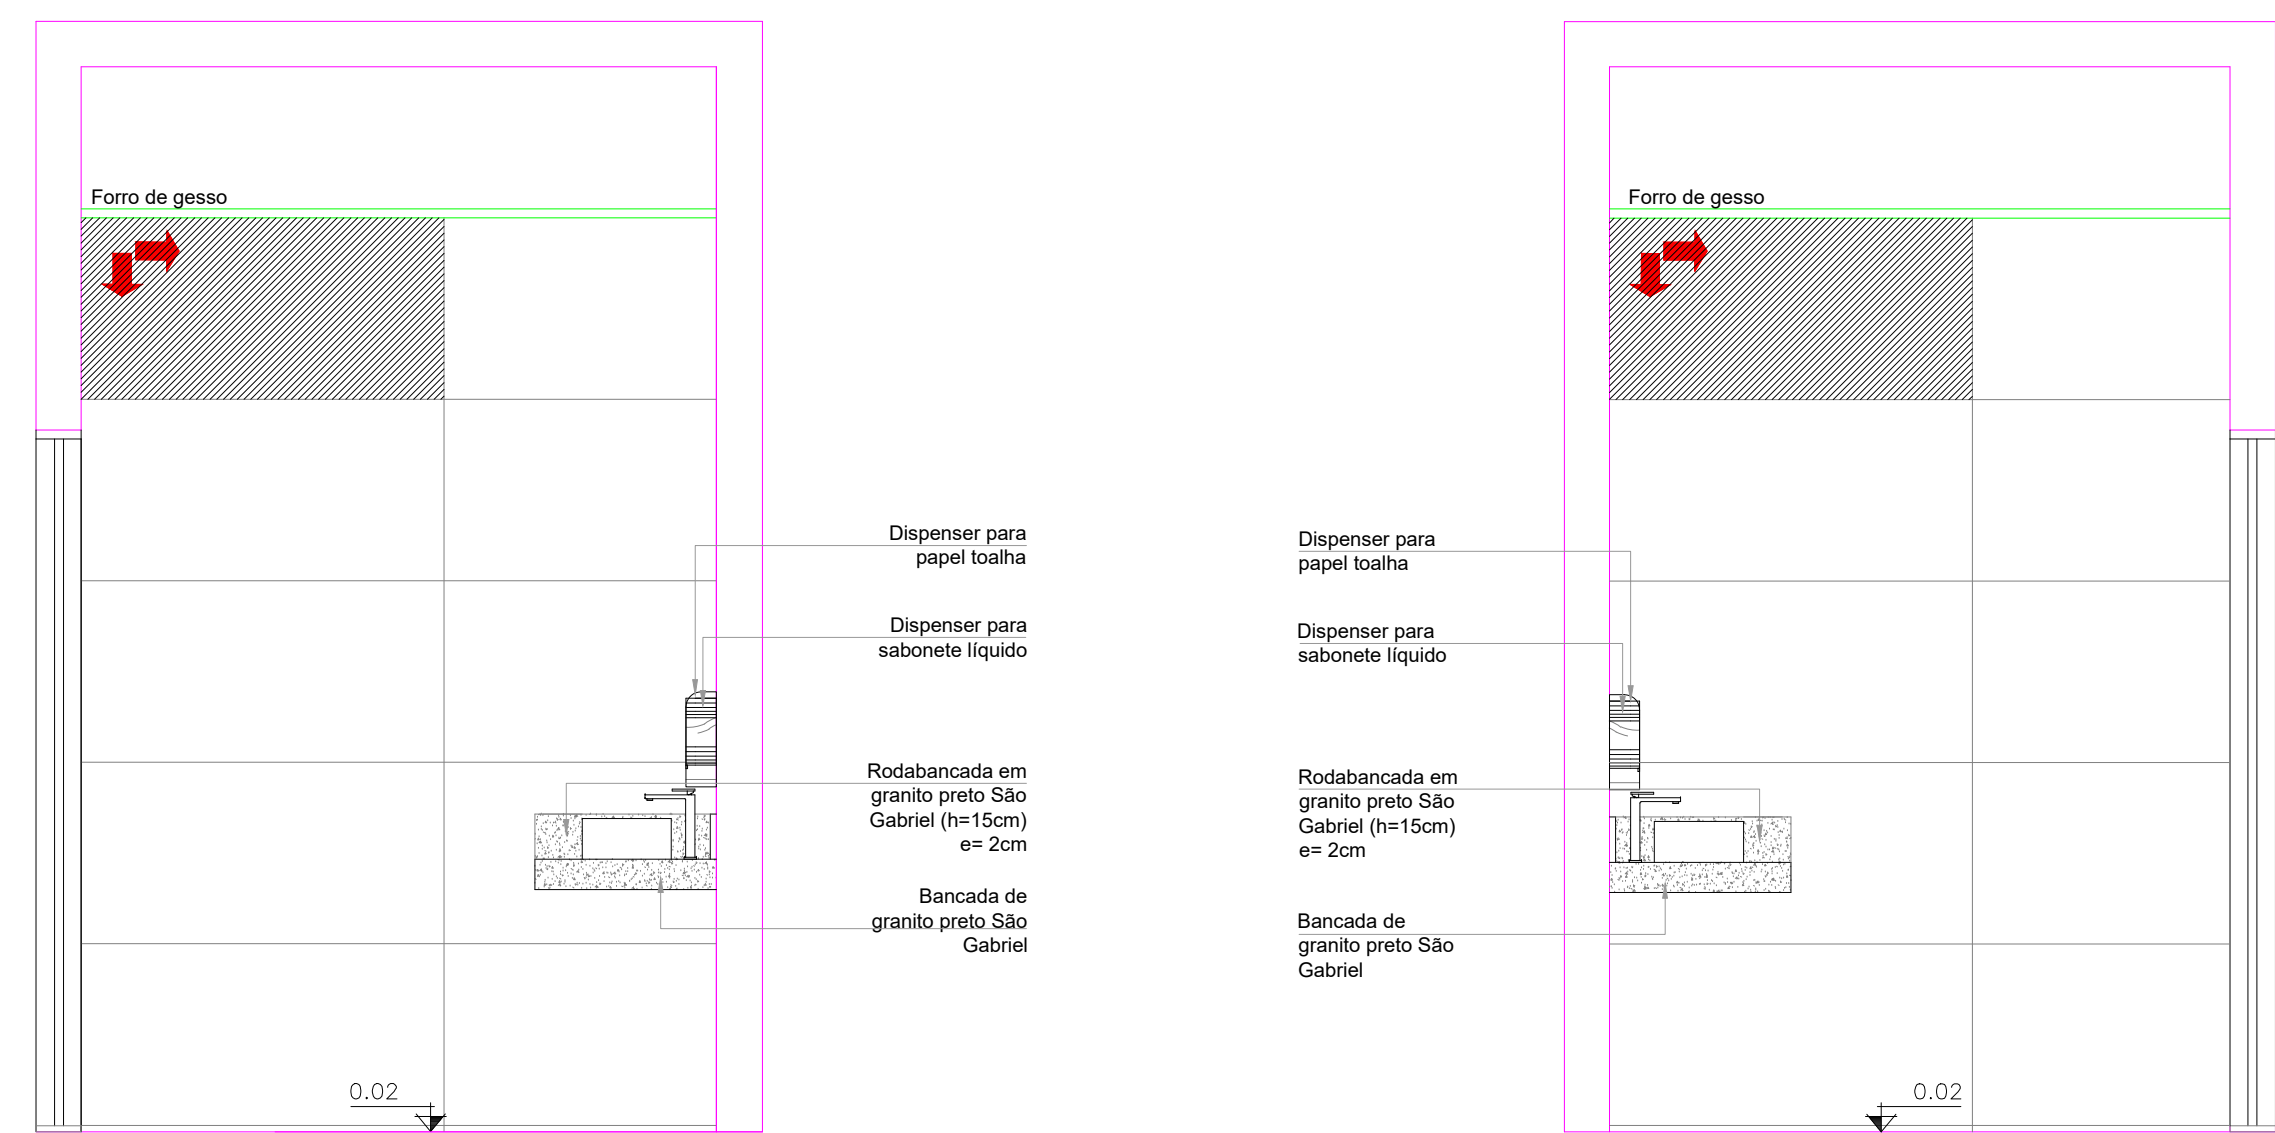 Forro de gesso
Dispenser para
papel toalha
Dispenser para
sabonete líquido
Rodabancada em
granito preto São
Gabriel (h=15cm)
e= 2cm
Bancada de
granito preto São
Gabriel
0.02
Forro de gesso
Dispenser para
papel toalha
Dispenser para
sabonete líquido
Rodabancada em
granito preto São
Gabriel (h=15cm)
e= 2cm
Bancada de
granito preto São
Gabriel
0.02